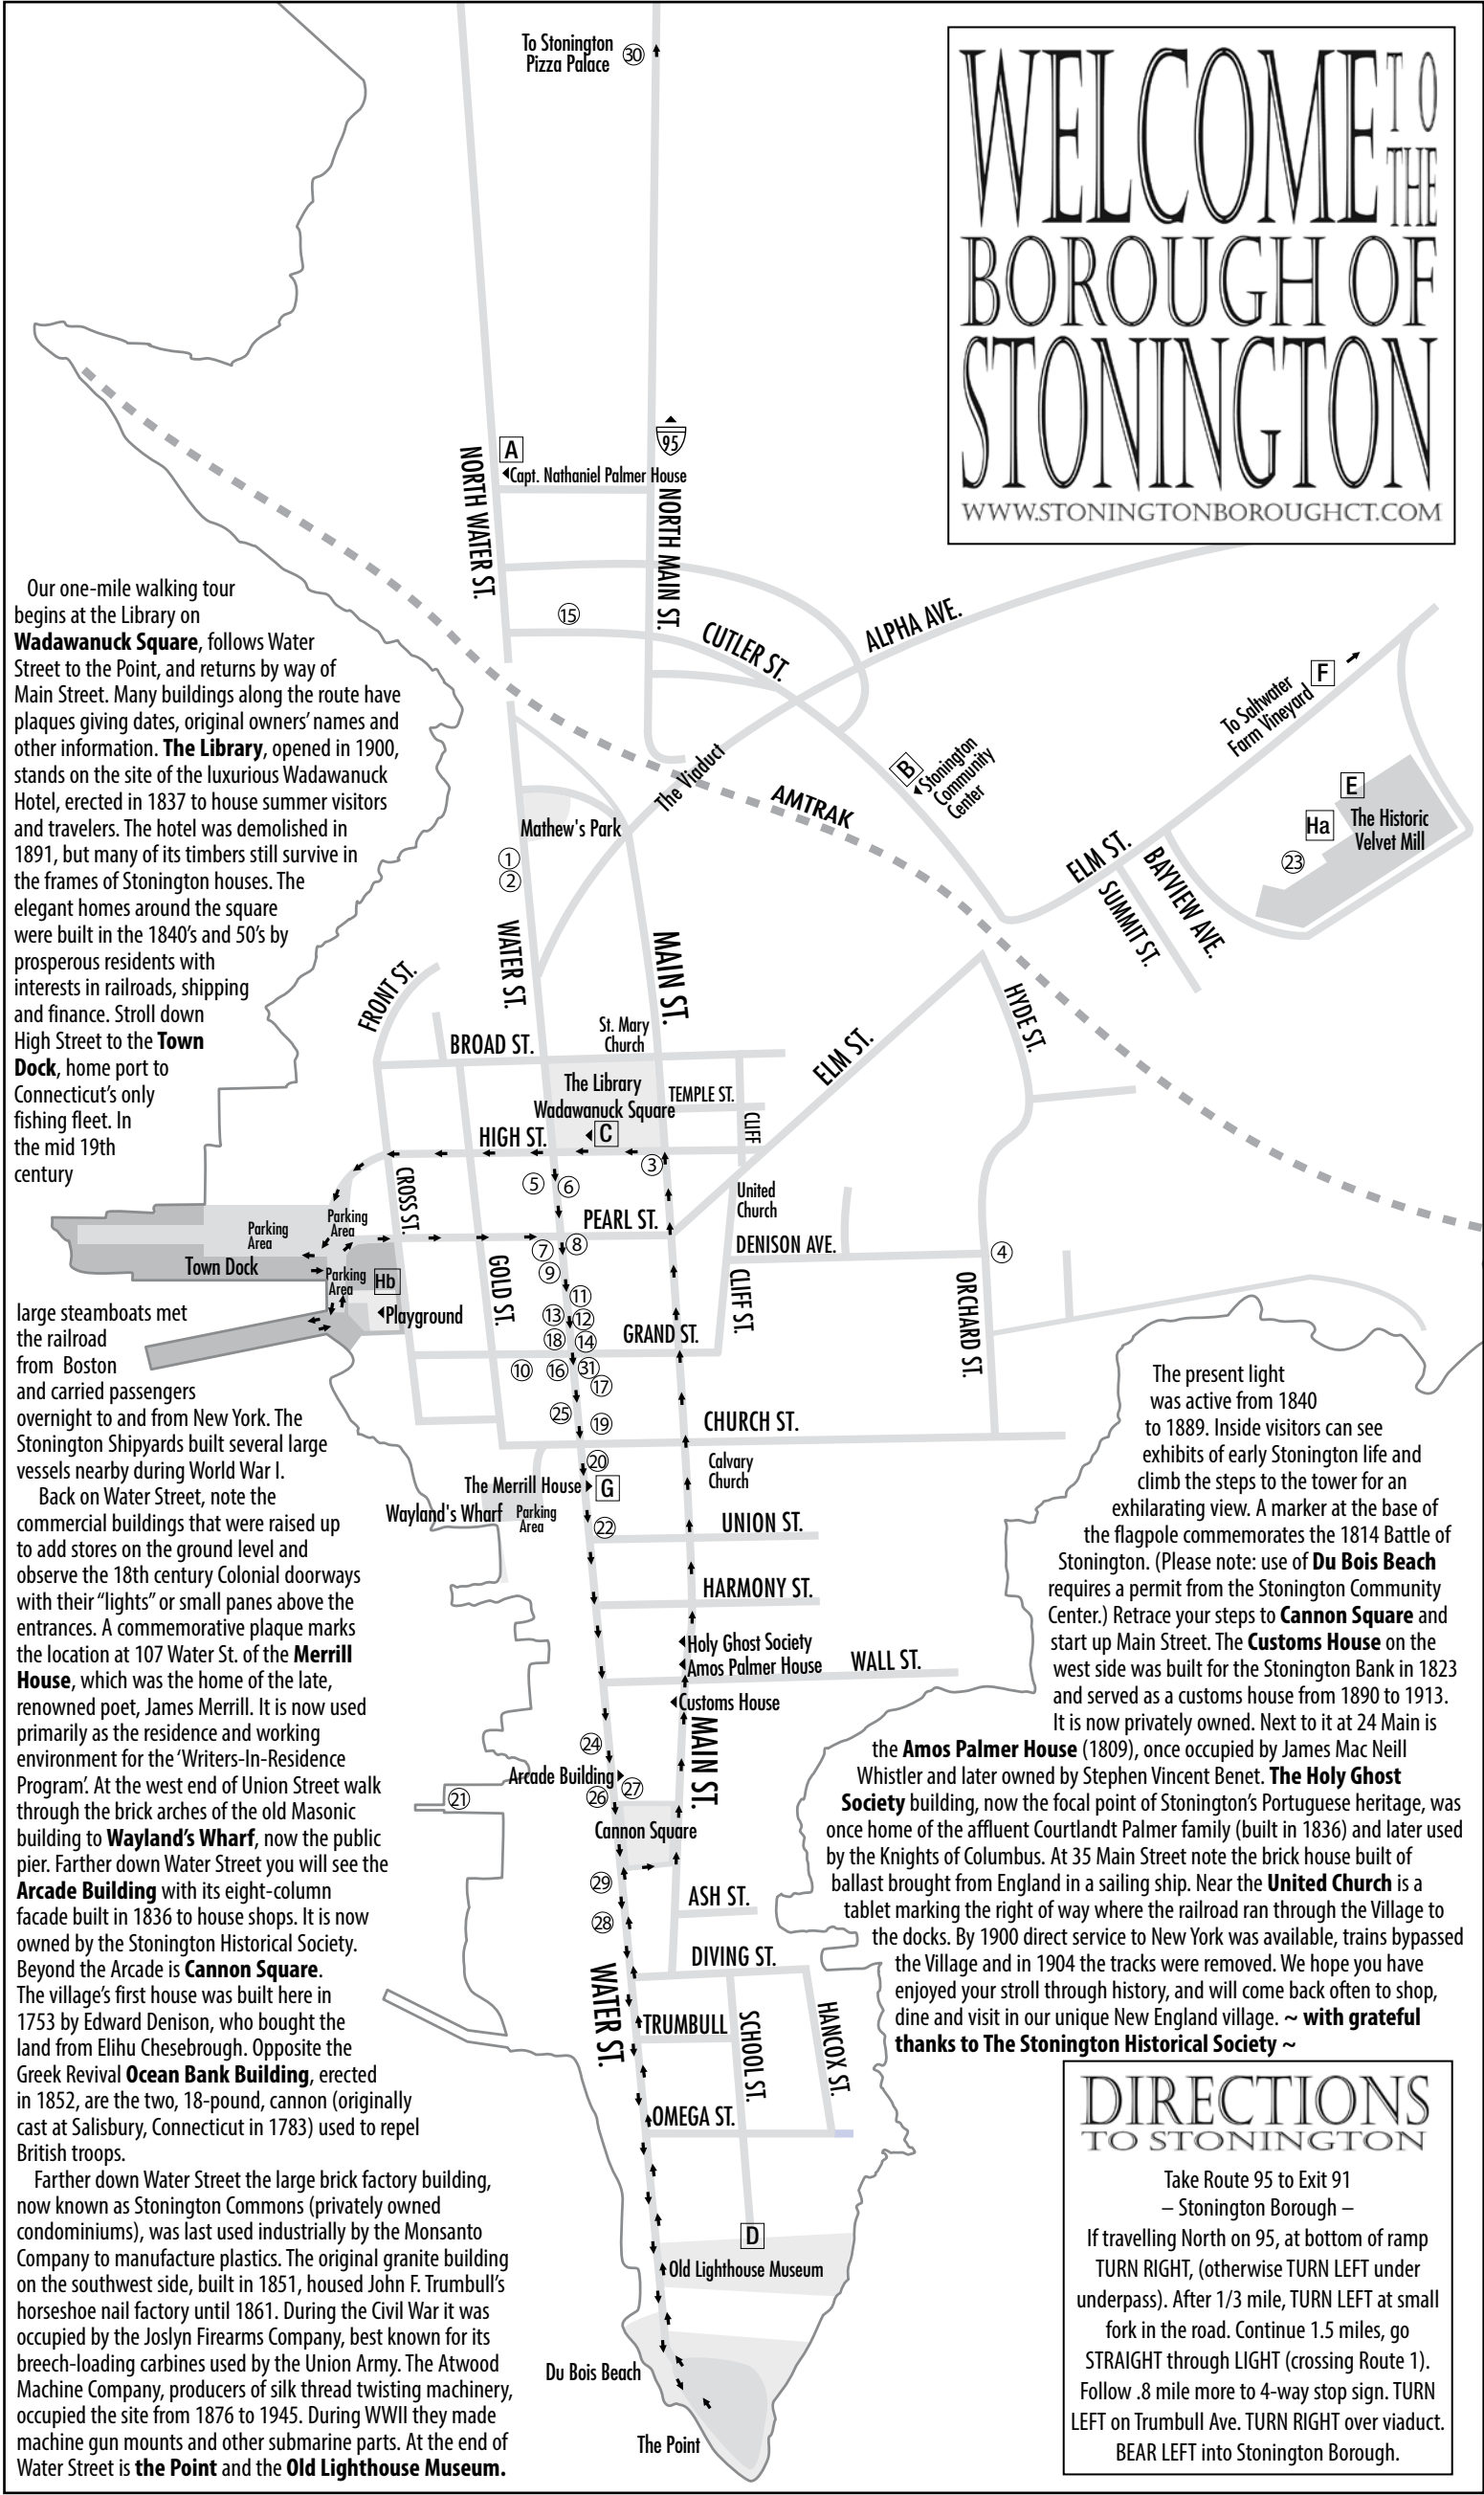 WELCOME TO THE
BOROUGH OF
STONINGTON
WWW.STONINGTONBOROUGHCT.COM
To Stonington
Pizza Palace
30
95
A
Capt. Nathaniel Palmer House
NORTH WATER ST.
NORTH MAIN ST.
15
CUTLER ST.
ALPHA AVE.
The Viaduct
AMTRAK
B
Stonington
Community
Center
To Saltwater
Farm Vineyard
F
E
Ha
The Historic
Velvet Mill
23
ELM ST.
BAYVIEW AVE.
SUMMIT ST.
Mathew's Park
1
2
WATER ST.
MAIN ST.
FRONT ST.
BROAD ST.
St. Mary
Church
The Library
Wadawanuck Square
C
TEMPLE ST.
CLIFF
HIGH ST.
ELM ST.
HYDE ST.
3
5
6
CROSS ST.
PEARL ST.
United
Church
DENISON AVE.
4
Parking
Area
Parking
Area
Town Dock
Parking
Area
Hb
Playground
GOLD ST.
7
8
9
11
13
12
18
14
GRAND ST.
CLIFF ST.
ORCHARD ST.
10
16
31
17
25
19
CHURCH ST.
20
Calvary
Church
The Merrill House
G
Wayland's Wharf
Parking
Area
22
UNION ST.
HARMONY ST.
Holy Ghost Society
Amos Palmer House
WALL ST.
Customs House
MAIN ST.
24
Arcade Building
27
26
21
Cannon Square
29
28
ASH ST.
DIVING ST.
WATER ST.
TRUMBULL
SCHOOL ST.
HANCOX ST.
OMEGA ST.
D
Old Lighthouse Museum
Du Bois Beach
The Point
Our one-mile walking tour
begins at the Library on
Wadawanuck Square, follows Water
Street to the Point, and returns by way of
Main Street. Many buildings along the route have
plaques giving dates, original owners' names and
other information. The Library, opened in 1900,
stands on the site of the luxurious Wadawanuck
Hotel, erected in 1837 to house summer visitors
and travelers. The hotel was demolished in
1891, but many of its timbers still survive in
the frames of Stonington houses. The
elegant homes around the square
were built in the 1840's and 50's by
prosperous residents with
interests in railroads, shipping
and finance. Stroll down
High Street to the Town
Dock, home port to
Connecticut's only
fishing fleet. In
the mid 19th
century
large steamboats met
the railroad
from Boston
and carried passengers
overnight to and from New York. The
Stonington Shipyards built several large
vessels nearby during World War I.
Back on Water Street, note the
commercial buildings that were raised up
to add stores on the ground level and
observe the 18th century Colonial doorways
with their "lights" or small panes above the
entrances. A commemorative plaque marks
the location at 107 Water St. of the Merrill
House, which was the home of the late,
renowned poet, James Merrill. It is now used
primarily as the residence and working
environment for the 'Writers-In-Residence
Program'. At the west end of Union Street walk
through the brick arches of the old Masonic
building to Wayland's Wharf, now the public
pier. Farther down Water Street you will see the
Arcade Building with its eight-column
facade built in 1836 to house shops. It is now
owned by the Stonington Historical Society.
Beyond the Arcade is Cannon Square.
The village's first house was built here in
1753 by Edward Denison, who bought the
land from Elihu Chesebrough. Opposite the
Greek Revival Ocean Bank Building, erected
in 1852, are the two, 18-pound, cannon (originally
cast at Salisbury, Connecticut in 1783) used to repel
British troops.
Farther down Water Street the large brick factory building,
now known as Stonington Commons (privately owned
condominiums), was last used industrially by the Monsanto
Company to manufacture plastics. The original granite building
on the southwest side, built in 1851, housed John F. Trumbull's
horseshoe nail factory until 1861. During the Civil War it was
occupied by the Joslyn Firearms Company, best known for its
breech-loading carbines used by the Union Army. The Atwood
Machine Company, producers of silk thread twisting machinery,
occupied the site from 1876 to 1945. During WWII they made
machine gun mounts and other submarine parts. At the end of
Water Street is the Point and the Old Lighthouse Museum.
The present light
was active from 1840
to 1889. Inside visitors can see
exhibits of early Stonington life and
climb the steps to the tower for an
exhilarating view. A marker at the base of
the flagpole commemorates the 1814 Battle of
Stonington. (Please note: use of Du Bois Beach
requires a permit from the Stonington Community
Center.) Retrace your steps to Cannon Square and
start up Main Street. The Customs House on the
west side was built for the Stonington Bank in 1823
and served as a customs house from 1890 to 1913.
It is now privately owned. Next to it at 24 Main is
the Amos Palmer House (1809), once occupied by James Mac Neill
Whistler and later owned by Stephen Vincent Benet. The Holy Ghost
Society building, now the focal point of Stonington's Portuguese heritage, was
once home of the affluent Courtlandt Palmer family (built in 1836) and later used
by the Knights of Columbus. At 35 Main Street note the brick house built of
ballast brought from England in a sailing ship. Near the United Church is a
tablet marking the right of way where the railroad ran through the Village to
the docks. By 1900 direct service to New York was available, trains bypassed
the Village and in 1904 the tracks were removed. We hope you have
enjoyed your stroll through history, and will come back often to shop,
dine and visit in our unique New England village. ~ with grateful
thanks to The Stonington Historical Society ~
DIRECTIONS
TO STONINGTON
Take Route 95 to Exit 91
– Stonington Borough –
If travelling North on 95, at bottom of ramp
TURN RIGHT, (otherwise TURN LEFT under
underpass). After 1/3 mile, TURN LEFT at small
fork in the road. Continue 1.5 miles, go
STRAIGHT through LIGHT (crossing Route 1).
Follow .8 mile more to 4-way stop sign. TURN
LEFT on Trumbull Ave. TURN RIGHT over viaduct.
BEAR LEFT into Stonington Borough.